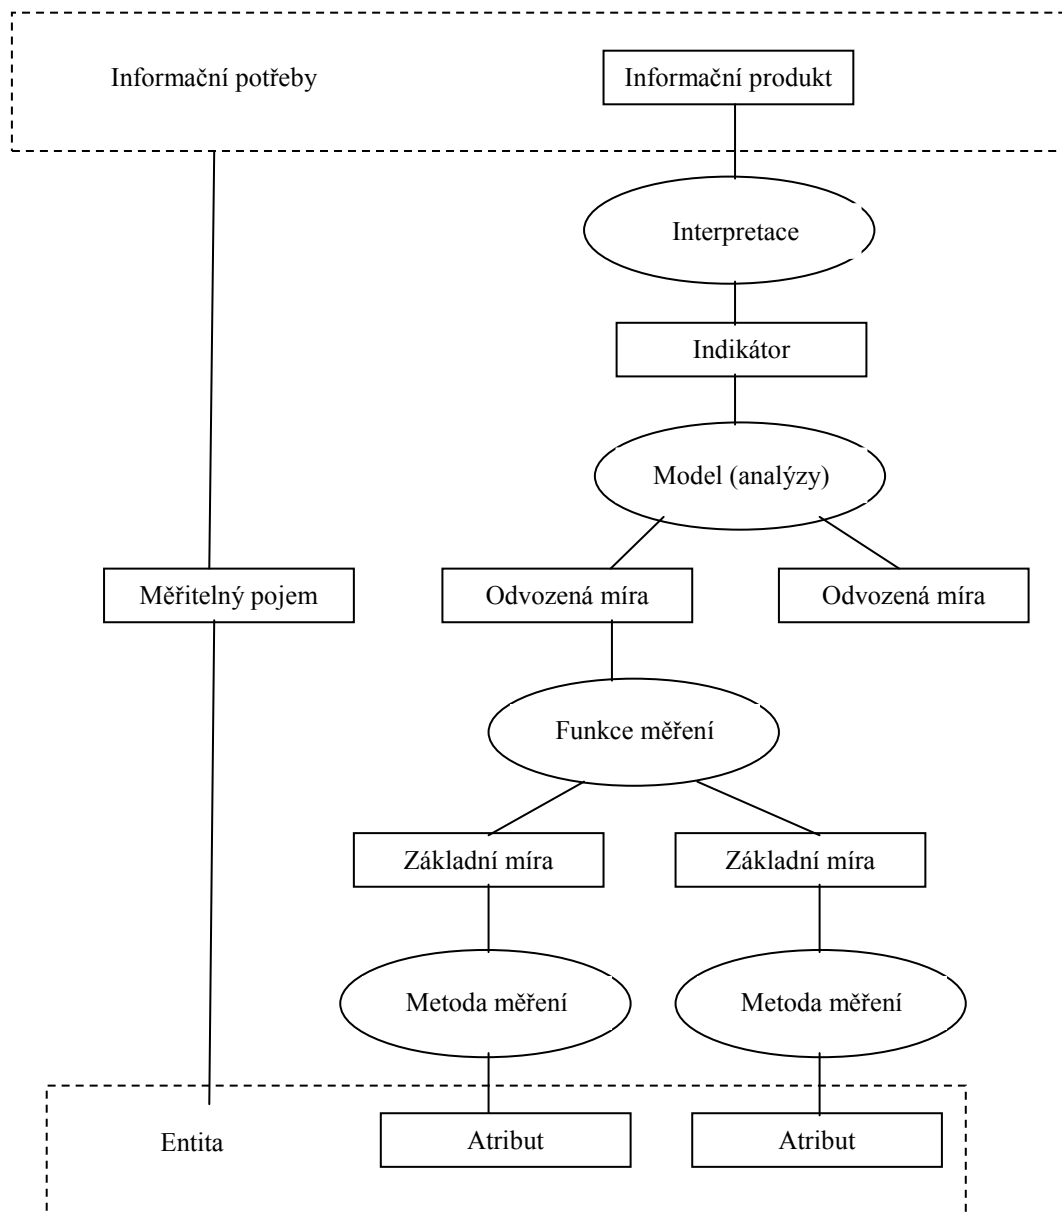 Informační potřeby
Informační produkt
Interpretace
Indikátor
Model (analýzy)
Měřitelný pojem
Odvozená míra
Odvozená míra
Funkce měření
Základní míra
Základní míra
Metoda měření
Metoda měření
Entita
Atribut
Atribut